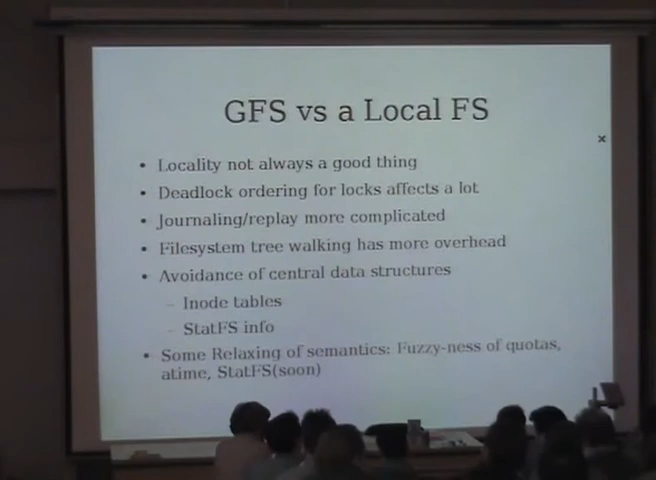 GFS vs a Local FS
• Locality not always a good thing
• Deadlock ordering for locks affects a lot
• Journaling/replay more complicated
• Filesystem tree walking has more overhead
• Avoidance of central data structures
– Inode tables
– StatFS info
• Some Relaxing of semantics: Fuzzy-ness of quotas,
atime, StatFS(soon)